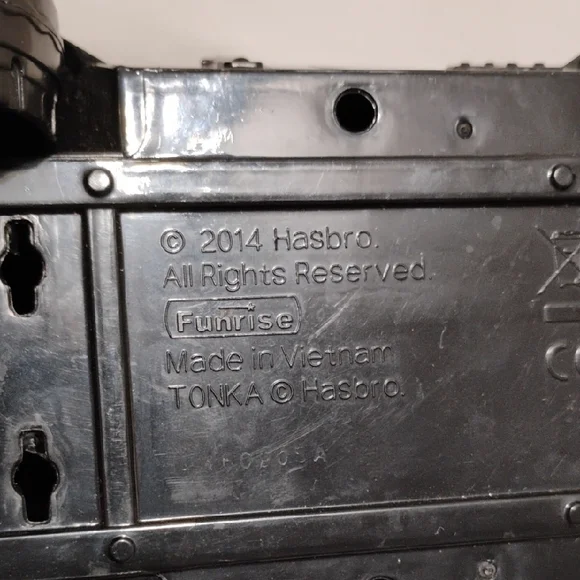 © 2014 Hasbro.
All Rights Reserved.
Funrise
Made in Vietnam
TONKA © Hasbro.